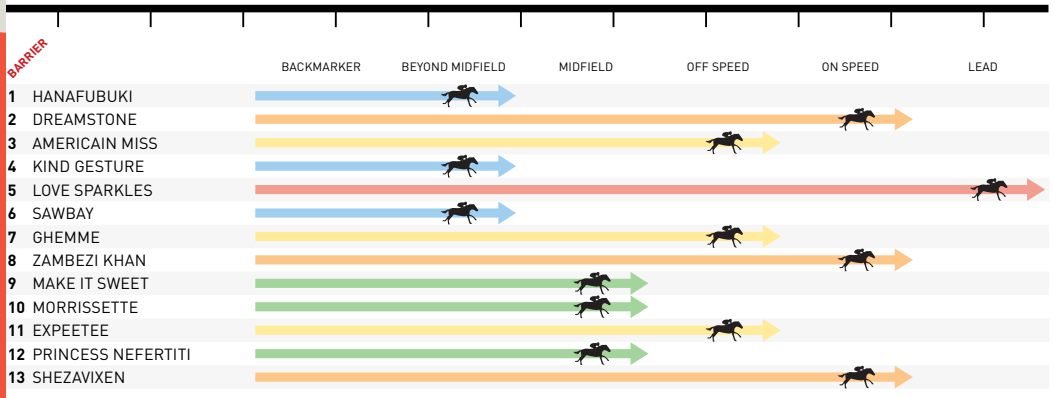 BARRIER
BACKMARKER BEYOND MIDFIELD MIDFIELD OFF SPEED ON SPEED LEAD
1 HANAFUBUKI
2 DREAMSTONE
3 AMERICAIN MISS
4 KIND GESTURE
5 LOVE SPARKLES
6 SAWBAY
7 GHEMME
8 ZAMBEZI KHAN
9 MAKE IT SWEET
10 MORRISSETTE
11 EXPEETEE
12 PRINCESS NEFERTITI
13 SHEZAVIXEN